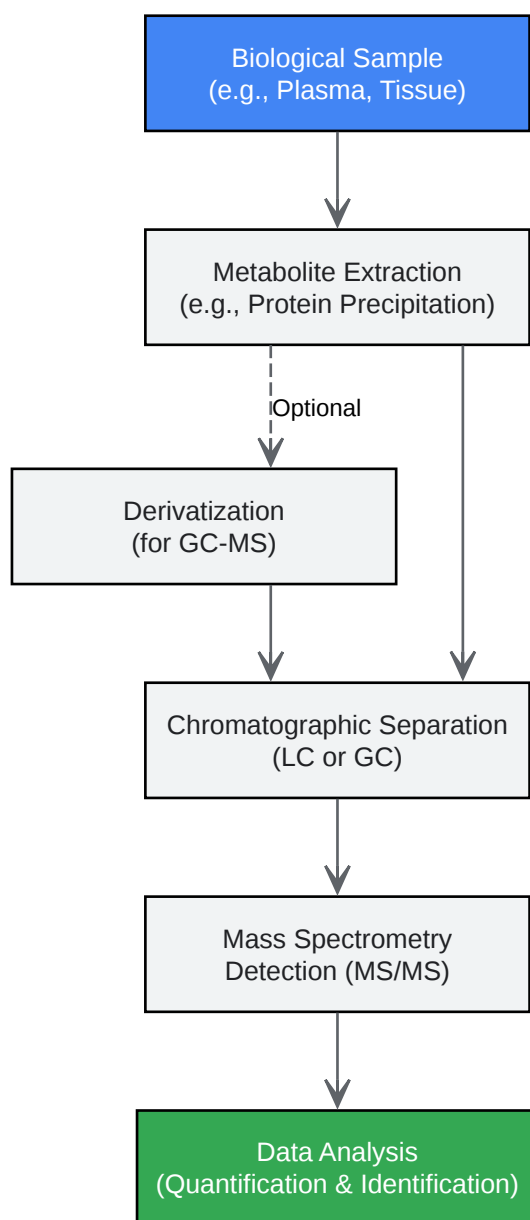 Biological Sample
(e.g., Plasma, Tissue)
Metabolite Extraction
(e.g., Protein Precipitation)
Optional
Derivatization
(for GC-MS)
Chromatographic Separation
(LC or GC)
Mass Spectrometry
Detection (MS/MS)
Data Analysis
(Quantification & Identification)